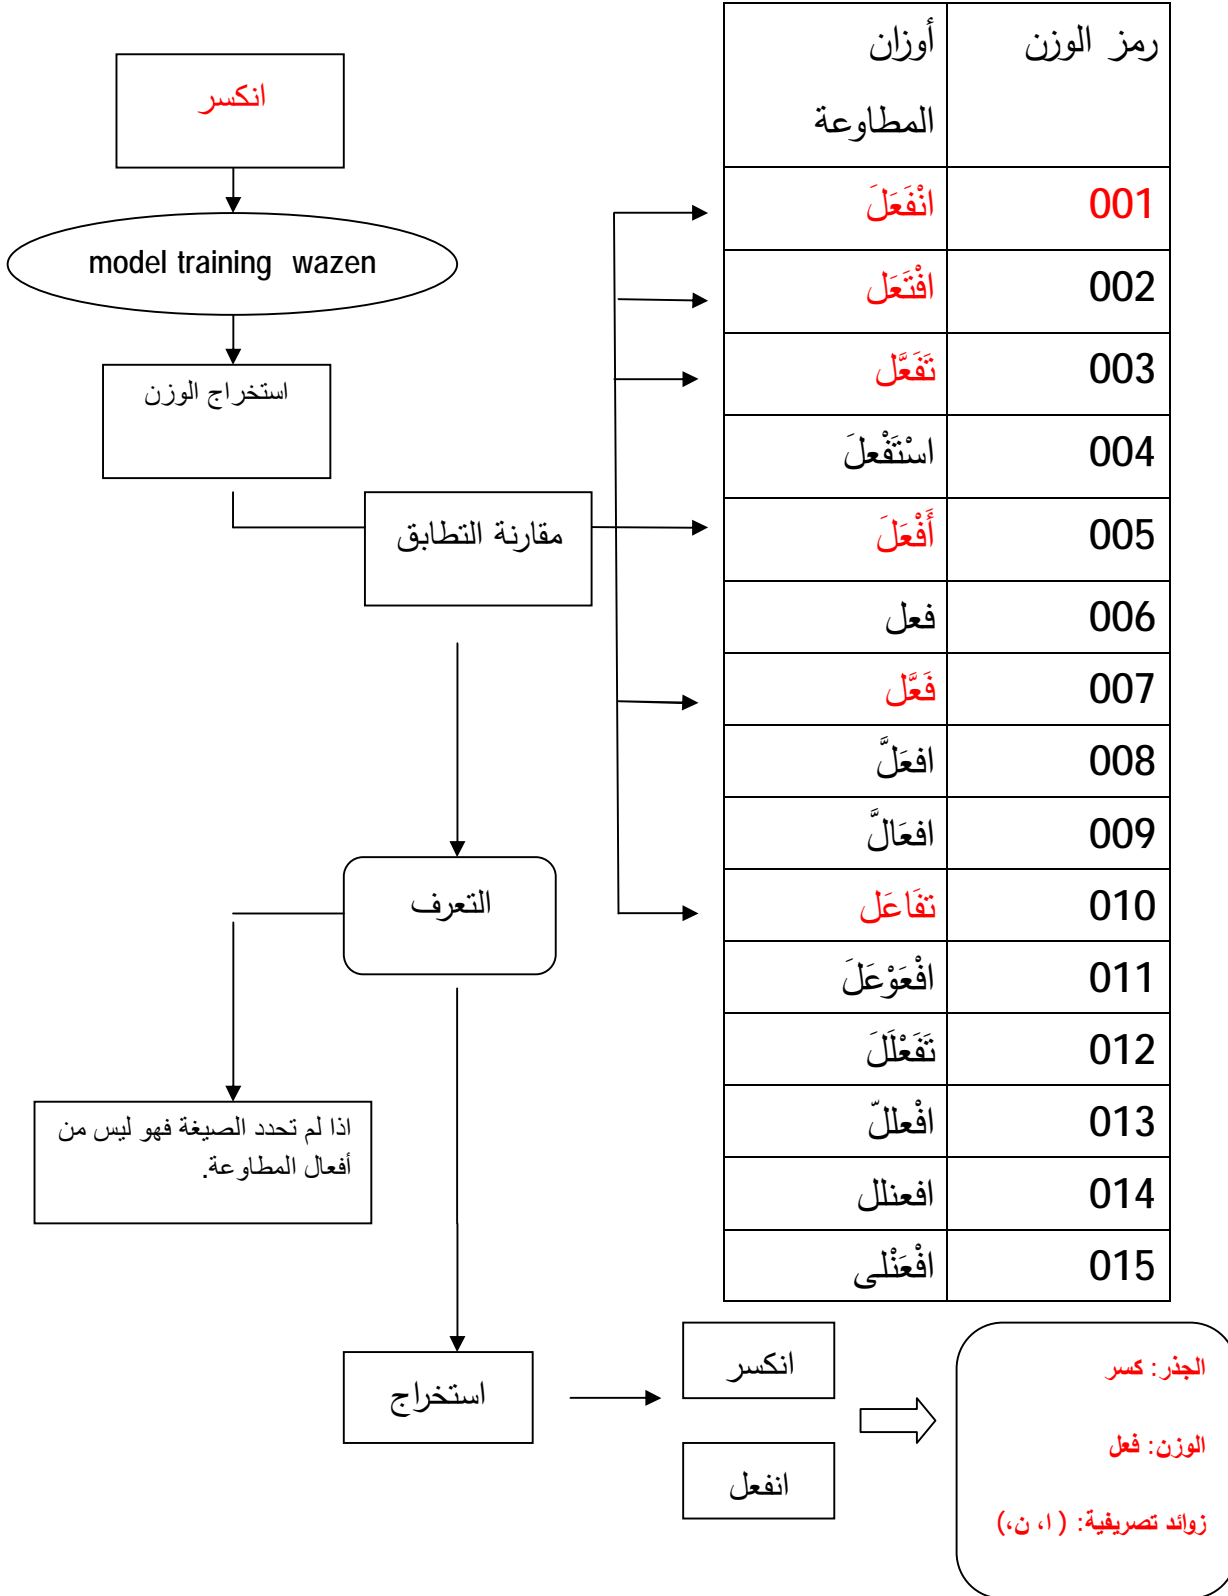 انكسر
model training wazen
استخراج الوزن
مقارنة التطابق
التعرف
اذا لم تحدد الصيغة فهو ليس من
أفعال المطاوعة.
استخراج
انكسر
انفعل
الجذر: كسر
الوزن: فعل
زوائد تصريفية: ( ا، ن،)
رمز الوزن أوزان
المطاوعة
001 انْفَعَلَ
002 افْتَعَل
003 تَفَعَّل
004 اسْتَفْعلَ
005 أَفْعَلَ
006 فعل
007 فَعَّل
008 افعَلَّ
009 افعَالَّ
010 تفَاعَل
011 افْعَوْعَلَ
012 تَفَعْلَلَ
013 افْعللّ
014 افعنلل
015 افْعَنْلى